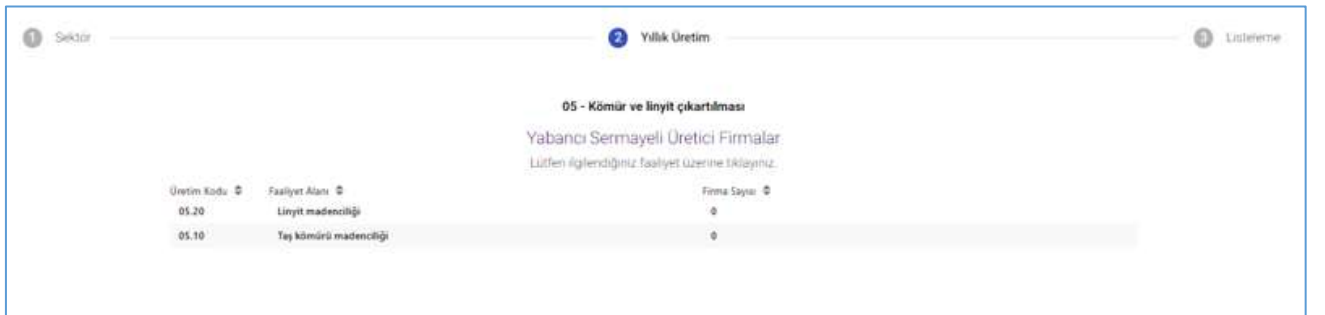 1 Sektör 2 Yıllık Üretim 3 Listeleme
05 - Kömür ve linyit çıkartılması
Yabancı Sermayeli Üretici Firmalar
Lütfen ilgilendiğiniz faaliyet üzerine tıklayınız.
Üretim Kodu Faaliyet Alanı Firma Sayısı
05.20 Linyit madenciliği 0
05.10 Taş kömürü madenciliği 0